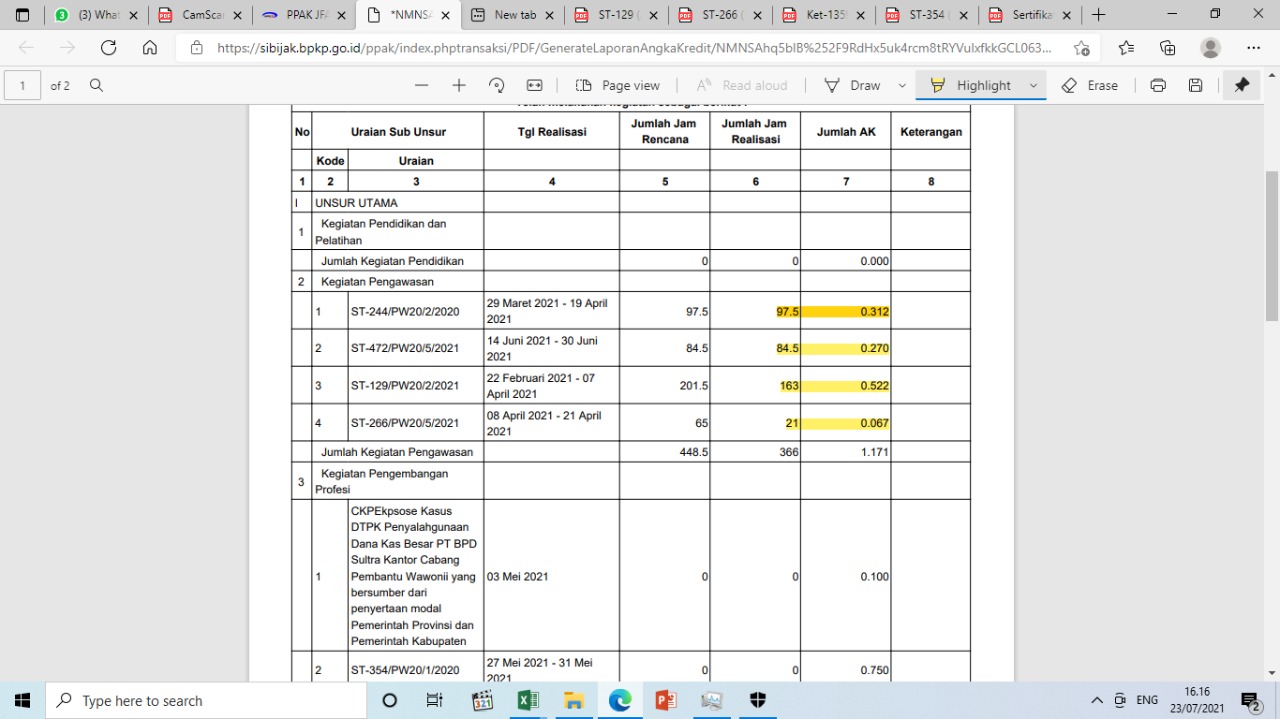 (3) What
CamScar
PPAK JFA
*NMNSA
New tab
ST-129 (
ST-266 (
Ket-135
ST-354 (
Sertifika
https://sibijak.bpkp.go.id/ppak/index.phptransaksi/PDF/GenerateLaporanAngkaKredit/NMNSAhq5blB%252F9RdHx5uk4rcm8tRYVulxfkkGCL063...
1 of 2 Page view Read aloud Draw Highlight Erase
No Uraian Sub Unsur Tgl Realisasi Jumlah Jam Rencana Jumlah Jam Realisasi Jumlah AK Keterangan
Kode Uraian
1 2 3 4 5 6 7 8
I UNSUR UTAMA
1 Kegiatan Pendidikan dan
Pelatihan
Jumlah Kegiatan Pendidikan 0 0 0.000
2 Kegiatan Pengawasan
1 ST-244/PW20/2/2020 29 Maret 2021 - 19 April 2021 97.5 97.5 0.312
2 ST-472/PW20/5/2021 14 Juni 2021 - 30 Juni 2021 84.5 84.5 0.270
3 ST-129/PW20/2/2021 22 Februari 2021 - 07 April 2021 201.5 163 0.522
4 ST-266/PW20/5/2021 08 April 2021 - 21 April 2021 65 21 0.067
Jumlah Kegiatan Pengawasan 448.5 366 1.171
3 Kegiatan Pengembangan
Profesi
CKPEkpsose Kasus
DTPK Penyalahgunaan
Dana Kas Besar PT BPD
Sultra Kantor Cabang
1 Pembantu Wawonii yang 03 Mei 2021 0 0 0.100
bersumber dari
penyertaan modal
Pemerintah Provinsi dan
Pemerintah Kabupaten
2 ST-354/PW20/1/2020 27 Mei 2021 - 31 Mei 2021 0 0 0.750
Type here to search
321
ENG
16.16
23/07/2021
2